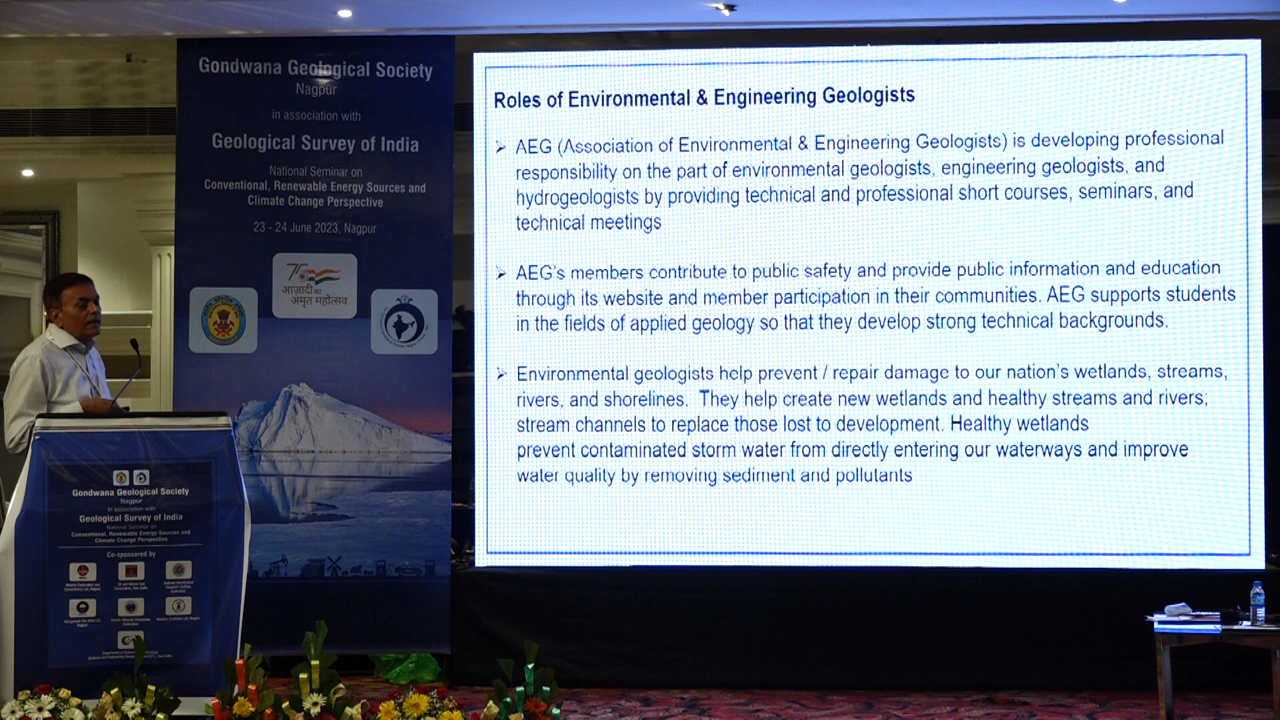 Gondwana Geological Society
Nagpur
in association with
Geological Survey of India
National Seminar on
Conventional, Renewable Energy Sources and
Climate Change Perspective
23 - 24 June 2023, Nagpur
75
आज़ादी का
अमृत महोत्सव
Roles of Environmental & Engineering Geologists
➢ AEG (Association of Environmental & Engineering Geologists) is developing professional
responsibility on the part of environmental geologists, engineering geologists, and
hydrogeologists by providing technical and professional short courses, seminars, and
technical meetings
➢ AEG's members contribute to public safety and provide public information and education
through its website and member participation in their communities. AEG supports students
in the fields of applied geology so that they develop strong technical backgrounds.
➢ Environmental geologists help prevent / repair damage to our nation's wetlands, streams,
rivers, and shorelines. They help create new wetlands and healthy streams and rivers;
stream channels to replace those lost to development. Healthy wetlands
prevent contaminated storm water from directly entering our waterways and improve
water quality by removing sediment and pollutants
Gondwana Geological Society
Nagpur
in association with
Geological Survey of India
National Seminar on
Conventional, Renewable Energy Sources and
Climate Change Perspective
Co-sponsored by